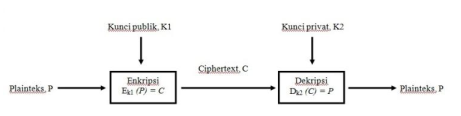 Kunci publik, K1
Kunci privat, K2
Plainteks, P
Enkripsi
Ek1 (P) = C
Ciphertext, C
Dekripsi
Dk2 (C) = P
Plainteks, P